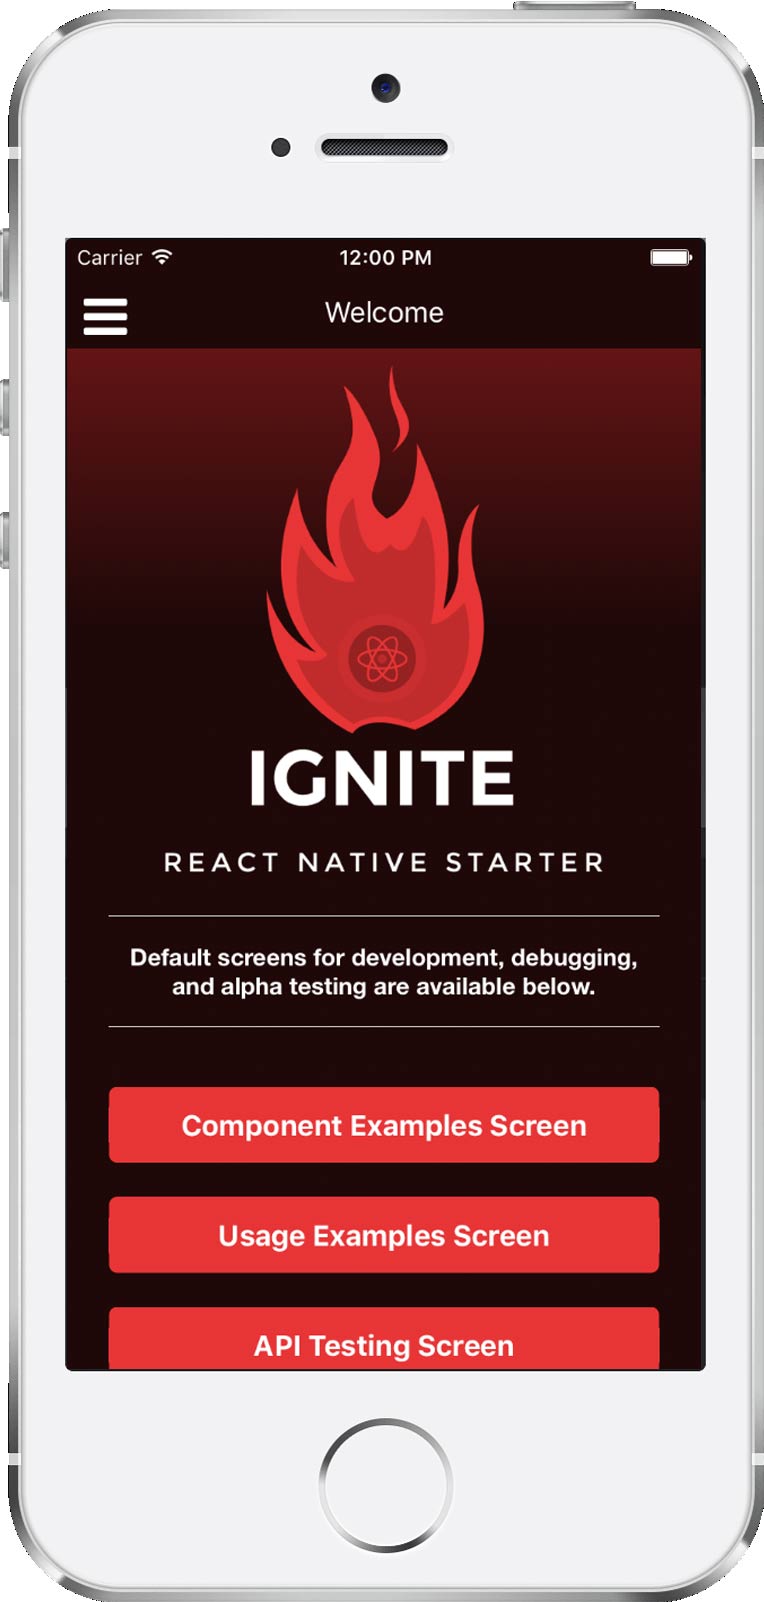 Carrier 12:00 PM
Welcome
IGNITE
REACT NATIVE STARTER
Default screens for development, debugging,
and alpha testing are available below.
Component Examples Screen
Usage Examples Screen
API Testing Screen